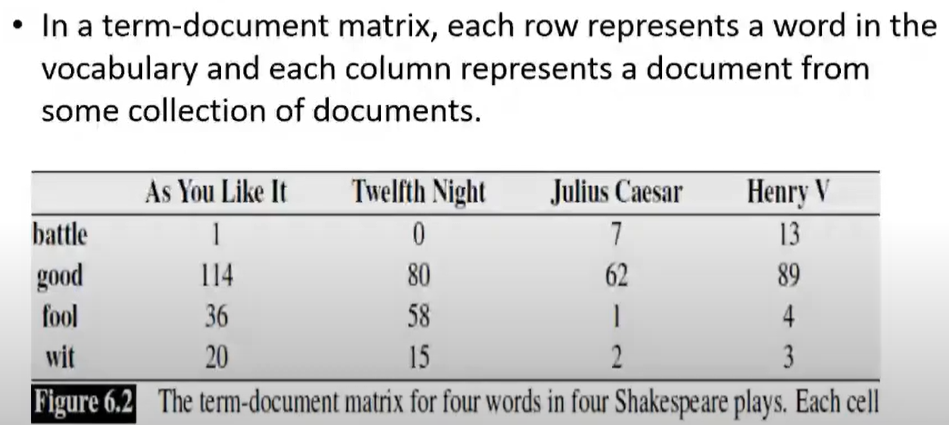 • In a term-document matrix, each row represents a word in the
vocabulary and each column represents a document from
some collection of documents.
As You Like It Twelfth Night Julius Caesar Henry V
battle 1 0 7 13
good 114 80 62 89
fool 36 58 1 4
wit 20 15 2 3
Figure 6.2 The term-document matrix for four words in four Shakespeare plays. Each cell